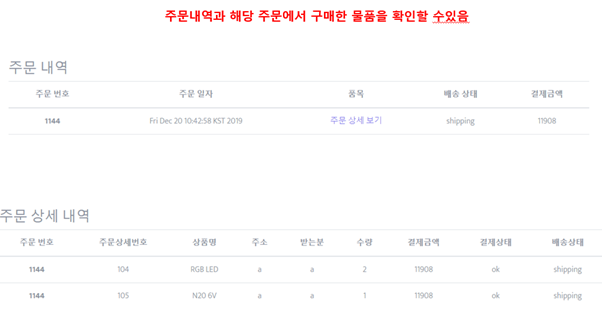 주문내역과 해당 주문에서 구매한 물품을 확인할 수있음
주문 내역
주문 번호 주문 일자 품목 배송 상태 결제금액
1144 Fri Dec 20 10:42:58 KST 2019 주문 상세 보기 shipping 11908
주문 상세 내역
주문 번호 주문상세번호 상품명 주소 받는분 수량 결제금액 결제상태 배송상태
1144 104 RGB LED a a 2 11908 ok shipping
1144 105 N20 6V a a 1 11908 ok shipping